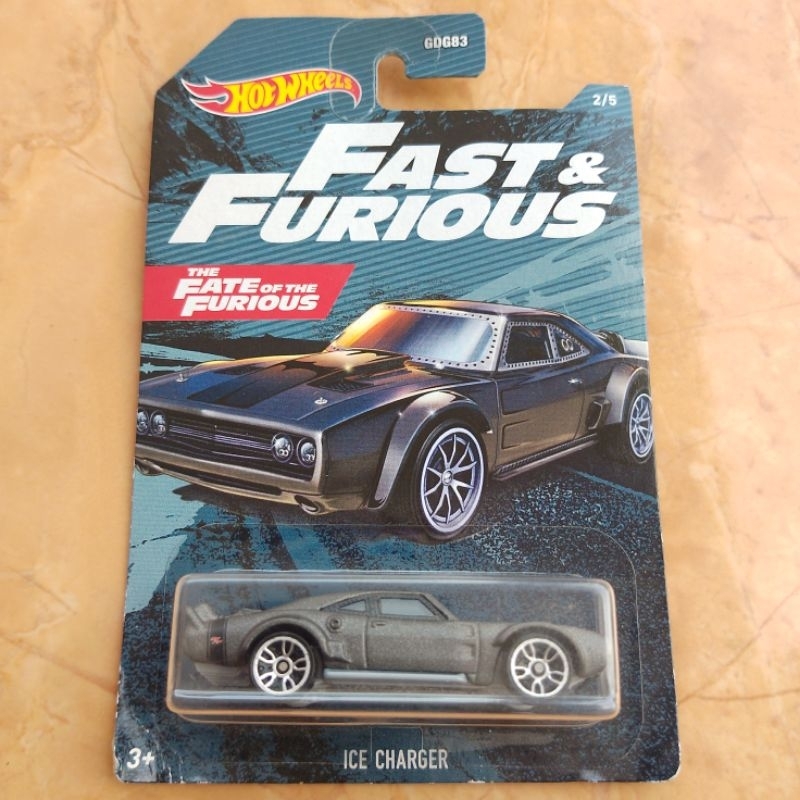 GDG83
HOT WHEELS
2/5
FAST &
FURIOUS
THE
FATE OF THE
FURIOUS
3+
ICE CHARGER